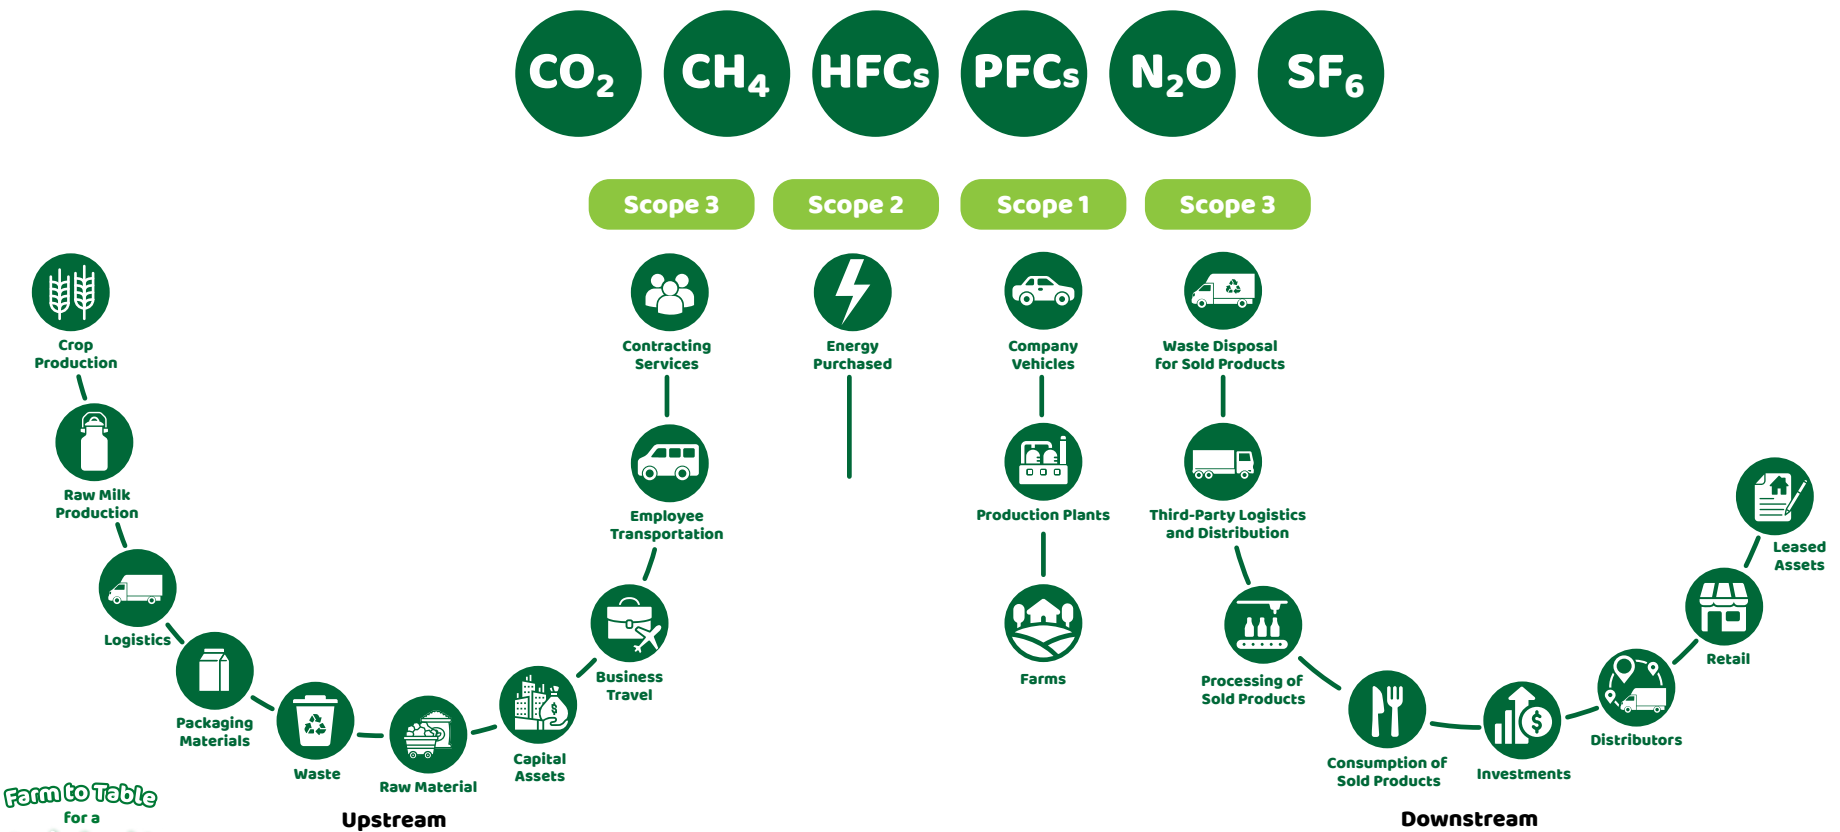 CO₂ CH₄ HFCs PFCs N₂O SF₆
Scope 3
Scope 2
Scope 1
Scope 3
Crop
Production
Raw Milk
Production
Logistics
Packaging
Materials
Waste
Raw Material
Capital
Assets
Business
Travel
Employee
Transportation
Contracting
Services
Energy
Purchased
Company
Vehicles
Production Plants
Farms
Waste Disposal
for Sold Products
Third-Party Logistics
and Distribution
Processing of
Sold Products
Consumption of
Sold Products
Investments
Distributors
Retail
Leased
Assets
Farm to Table
for a
Upstream
Downstream